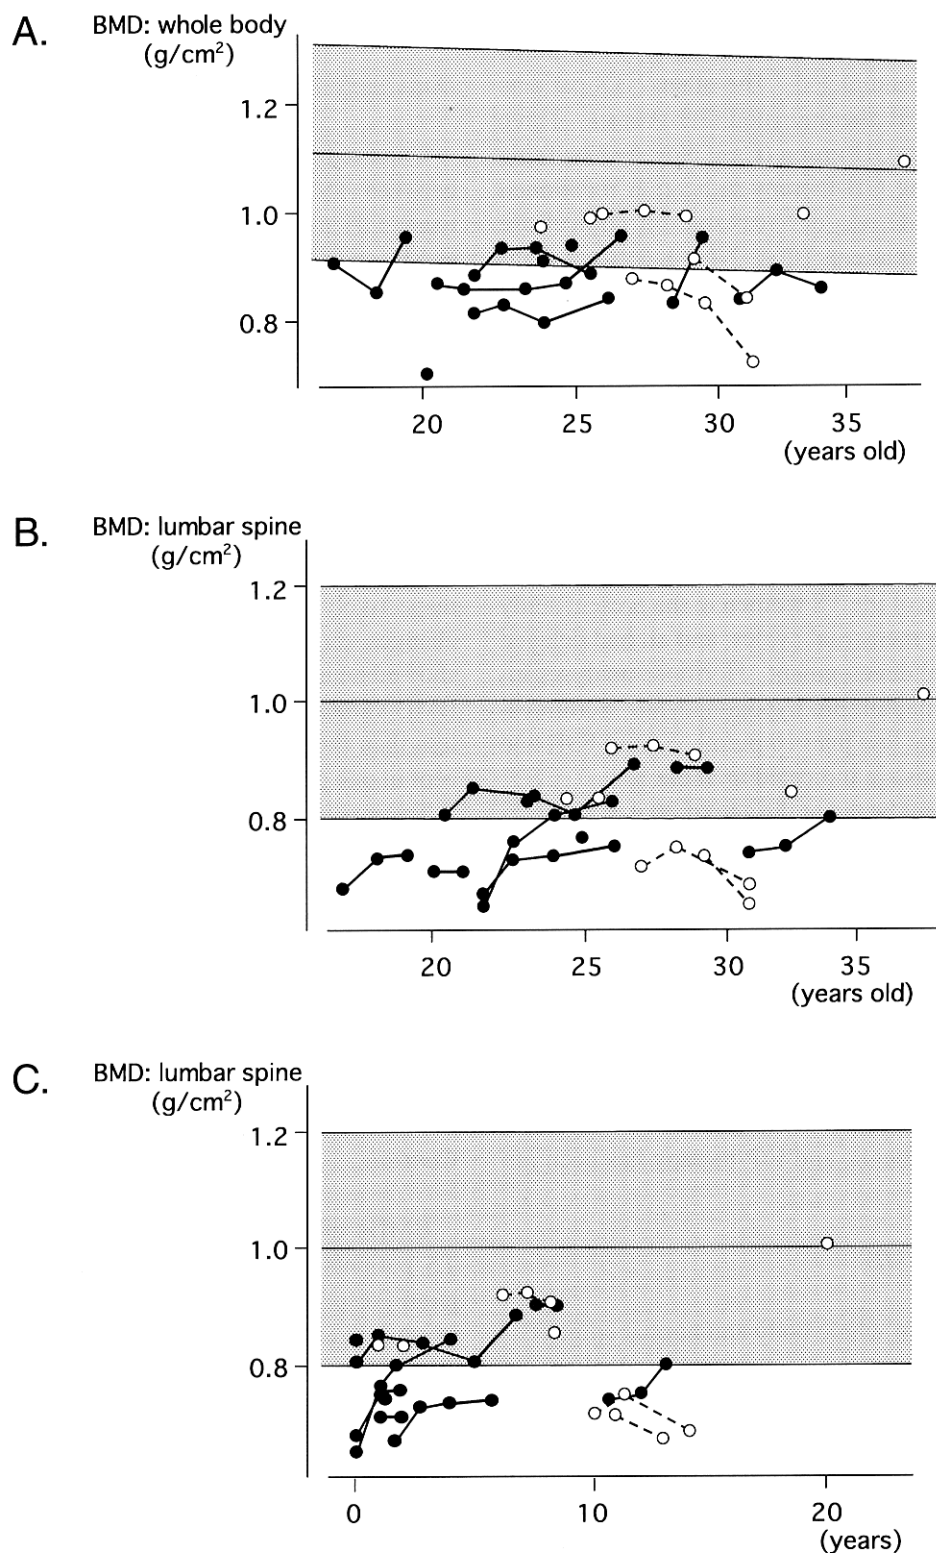 A.
BMD: whole body
(g/cm²)
1.2
1.0
0.8
20 25 30 35
(years old)
B.
BMD: lumbar spine
(g/cm²)
1.2
1.0
0.8
20 25 30 35
(years old)
C.
BMD: lumbar spine
(g/cm²)
1.2
1.0
0.8
0 10 20
(years)